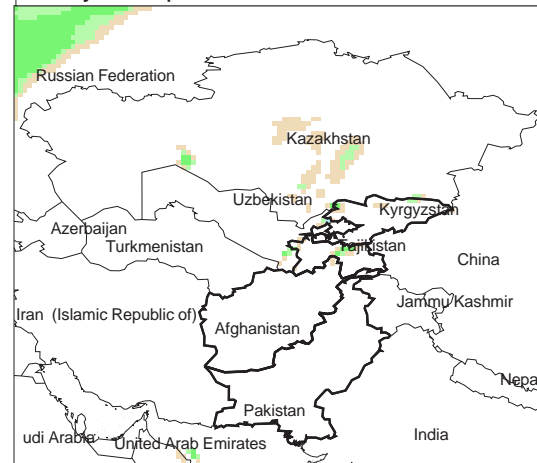 Russian Federation
Kazakhstan
Uzbekistan
Kyrgyzstan
Azerbaijan
Turkmenistan
Tajikistan
China
Jammu Kashmir
Iran (Islamic Republic of)
Afghanistan
Nepa
Pakistan
udi Arabia
United Arab Emirates
India